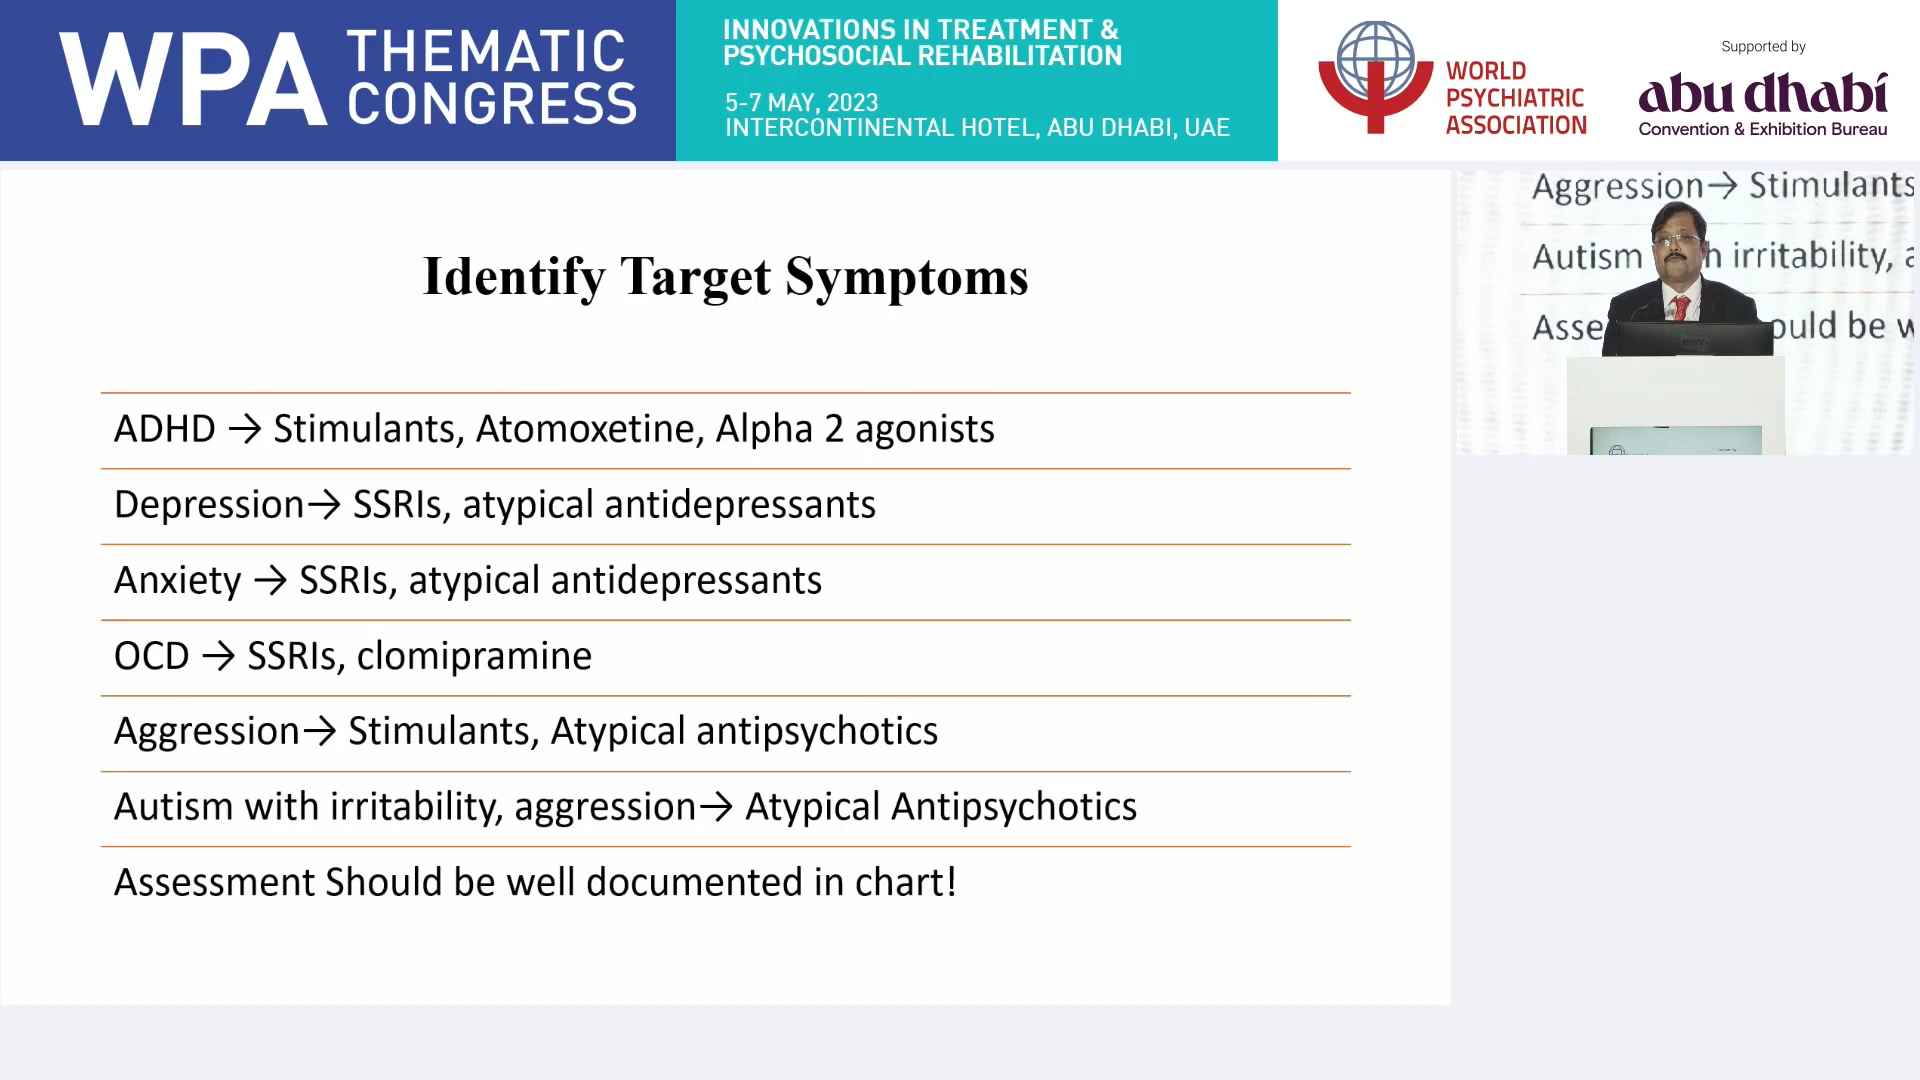 WPA THEMATIC
CONGRESS
INNOVATIONS IN TREATMENT &
PSYCHOSOCIAL REHABILITATION
5-7 MAY, 2023
INTERCONTINENTAL HOTEL, ABU DHABI, UAE
WORLD
PSYCHIATRIC
ASSOCIATION
Supported by
abu dhabi
Convention & Exhibition Bureau
Identify Target Symptoms
ADHD → Stimulants, Atomoxetine, Alpha 2 agonists
Depression→ SSRIs, atypical antidepressants
Anxiety → SSRIs, atypical antidepressants
OCD → SSRIs, clomipramine
Aggression→ Stimulants, Atypical antipsychotics
Autism with irritability, aggression→ Atypical Antipsychotics
Assessment Should be well documented in chart!
Aggression→ Stimulants
Autism h irritability, a
Asse ould be w